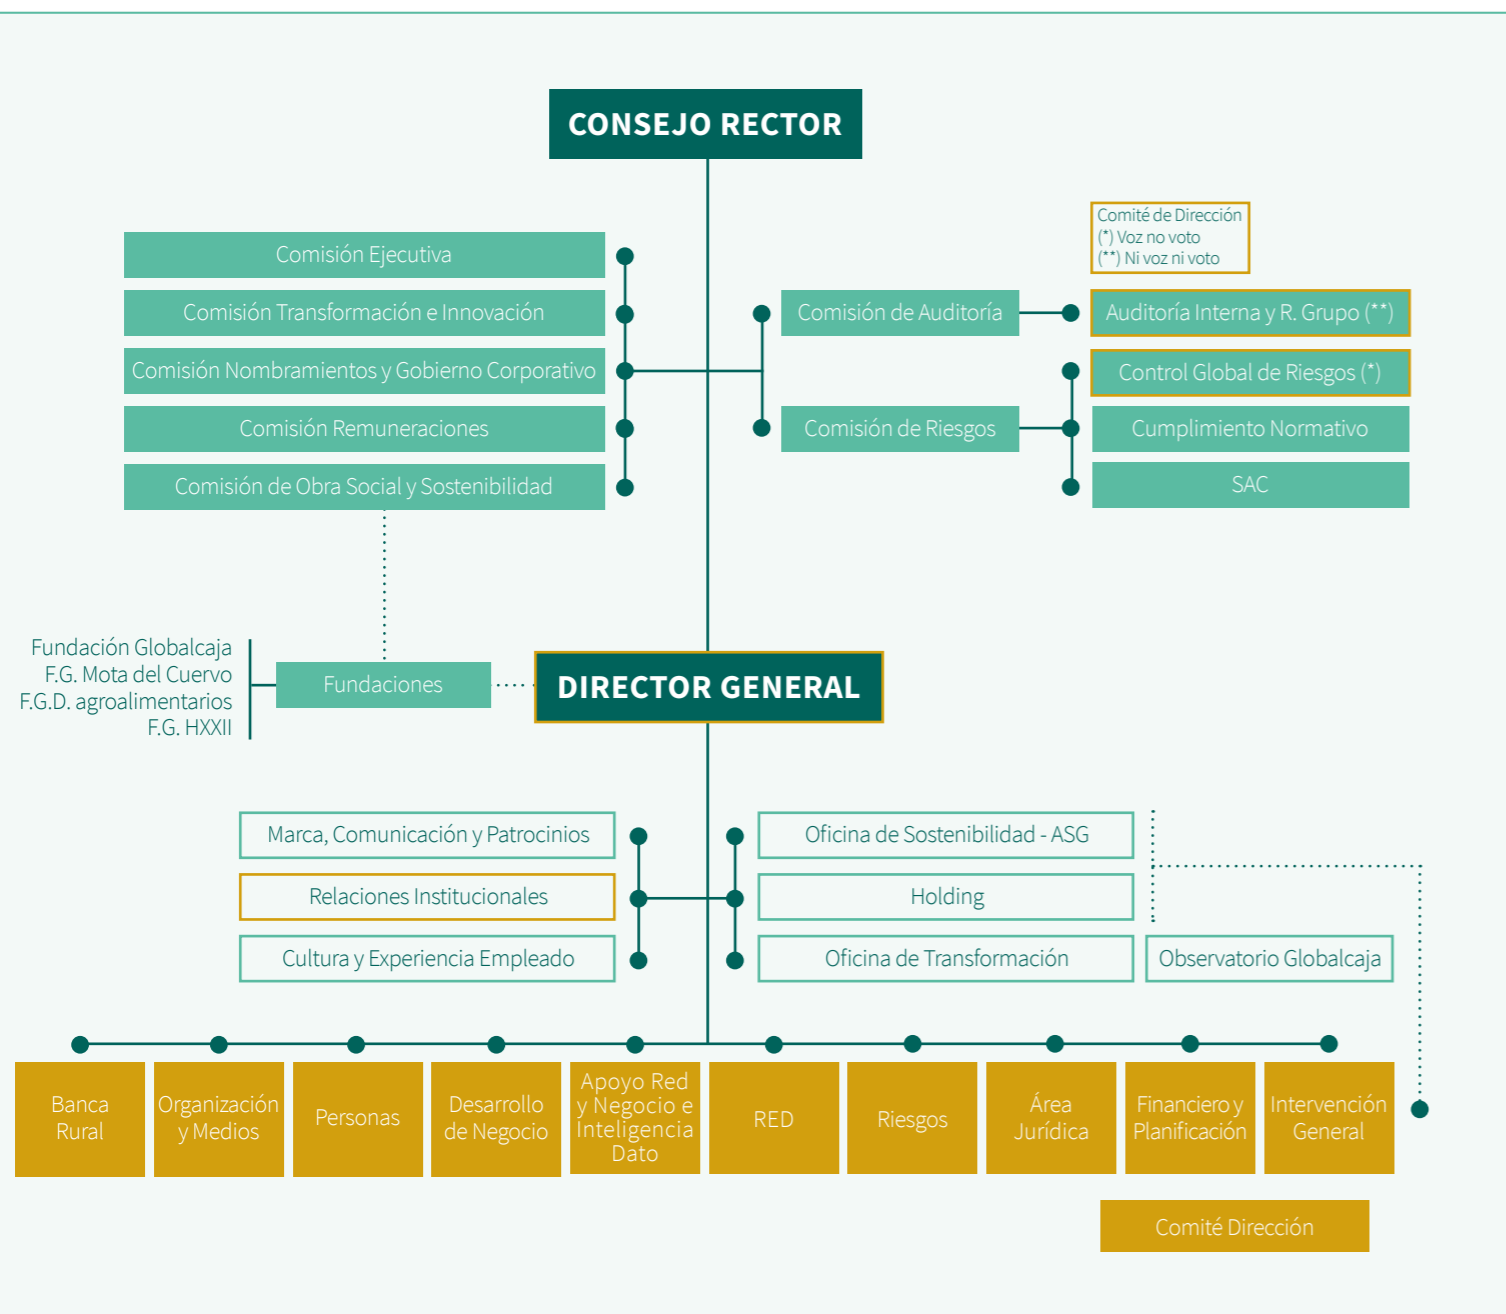 CONSEJO RECTOR
Comité de Dirección
(*) Voz no voto
(**) Ni voz ni voto
Comisión Ejecutiva
Comisión Transformación e Innovación
Comisión Nombramientos y Gobierno Corporativo
Comisión Remuneraciones
Comisión de Obra Social y Sostenibilidad
Comisión de Auditoría
Comisión de Riesgos
Auditoría Interna y R. Grupo (**)
Control Global de Riesgos (*)
Cumplimiento Normativo
SAC
Fundación Globalcaja
F.G. Mota del Cuervo
F.G.D. agroalimentarios
F.G. HXXII
Fundaciones
DIRECTOR GENERAL
Marca, Comunicación y Patrocinios
Relaciones Institucionales
Cultura y Experiencia Empleado
Oficina de Sostenibilidad - ASG
Holding
Oficina de Transformación
Observatorio Globalcaja
Banca
Rural
Organización
y Medios
Personas
Desarrollo
de Negocio
Apoyo Red
y Negocio e
Inteligencia
Dato
RED
Riesgos
Área
Jurídica
Financiero y
Planificación
Intervención
General
Comité Dirección